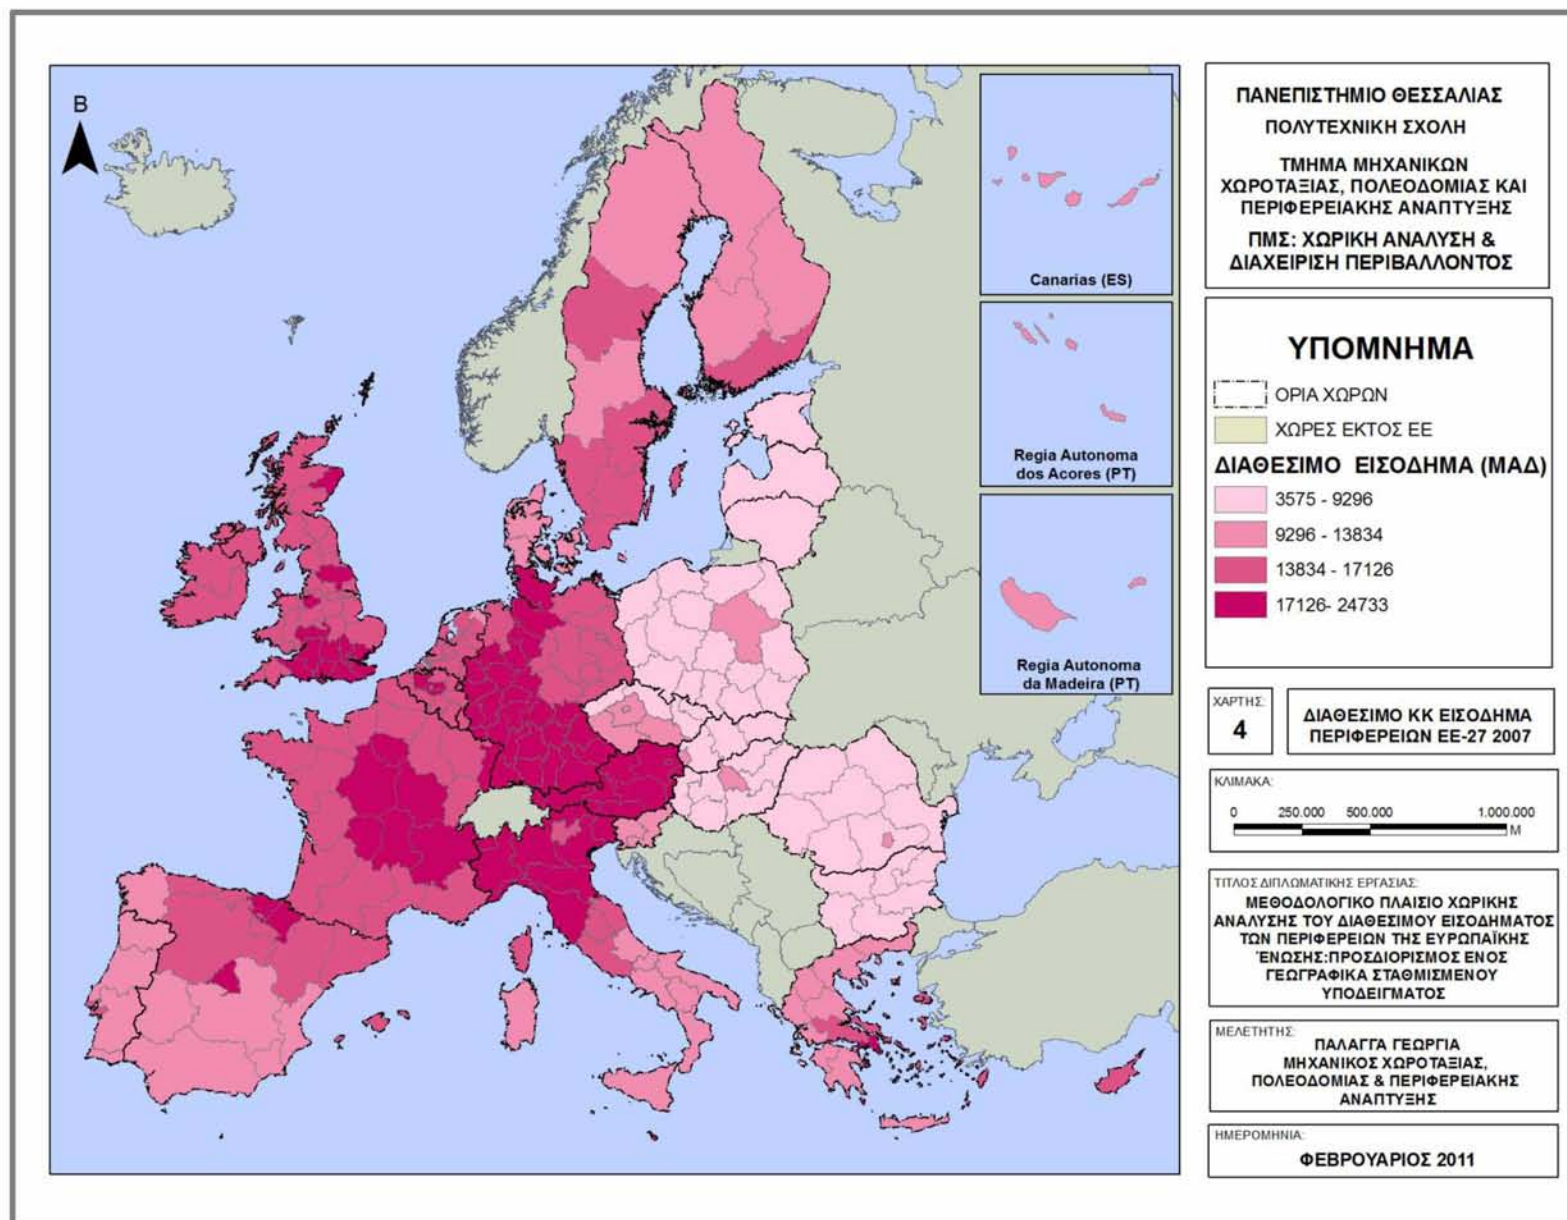 B
Canarias (ES)
Regia Autonoma
dos Acores (PT)
Regia Autonoma
da Madeira (PT)
ΠΑΝΕΠΙΣΤΗΜΙΟ ΘΕΣΣΑΛΙΑΣ
ΠΟΛΥΤΕΧΝΙΚΗ ΣΧΟΛΗ
ΤΜΗΜΑ ΜΗΧΑΝΙΚΩΝ
ΧΩΡΟΤΑΞΙΑΣ, ΠΟΛΕΟΔΟΜΙΑΣ ΚΑΙ
ΠΕΡΙΦΕΡΕΙΑΚΗΣ ΑΝΑΠΤΥΞΗΣ
ΠΜΣ: ΧΩΡΙΚΗ ΑΝΑΛΥΣΗ &
ΔΙΑΧΕΙΡΙΣΗ ΠΕΡΙΒΑΛΛΟΝΤΟΣ
ΥΠΟΜΝΗΜΑ
ΟΡΙΑ ΧΩΡΩΝ
ΧΩΡΕΣ ΕΚΤΟΣ ΕΕ
ΔΙΑΘΕΣΙΜΟ ΕΙΣΟΔΗΜΑ (ΜΑΔ)
3575 - 9296
9296 - 13834
13834 - 17126
17126- 24733
ΧΑΡΤΗΣ:
4
ΔΙΑΘΕΣΙΜΟ ΚΚ ΕΙΣΟΔΗΜΑ
ΠΕΡΙΦΕΡΕΙΩΝ ΕΕ-27 2007
ΚΛΙΜΑΚΑ:
0 250.000 500.000 1.000.000
M
ΤΙΤΛΟΣ ΔΙΠΛΩΜΑΤΙΚΗΣ ΕΡΓΑΣΙΑΣ:
ΜΕΘΟΔΟΛΟΓΙΚΟ ΠΛΑΙΣΙΟ ΧΩΡΙΚΗΣ
ΑΝΑΛΥΣΗΣ ΤΟΥ ΔΙΑΘΕΣΙΜΟΥ ΕΙΣΟΔΗΜΑΤΟΣ
ΤΩΝ ΠΕΡΙΦΕΡΕΙΩΝ ΤΗΣ ΕΥΡΩΠΑΪΚΗΣ
ΈΝΩΣΗΣ:ΠΡΟΣΔΙΟΡΙΣΜΟΣ ΕΝΟΣ
ΓΕΩΓΡΑΦΙΚΑ ΣΤΑΘΜΙΣΜΕΝΟΥ
ΥΠΟΔΕΙΓΜΑΤΟΣ
ΜΕΛΕΤΗΤΗΣ:
ΠΑΛΑΓΓΑ ΓΕΩΡΓΙΑ
ΜΗΧΑΝΙΚΟΣ ΧΩΡΟΤΑΞΙΑΣ,
ΠΟΛΕΟΔΟΜΙΑΣ & ΠΕΡΙΦΕΡΕΙΑΚΗΣ
ΑΝΑΠΤΥΞΗΣ
ΗΜΕΡΟΜΗΝΙΑ:
ΦΕΒΡΟΥΑΡΙΟΣ 2011